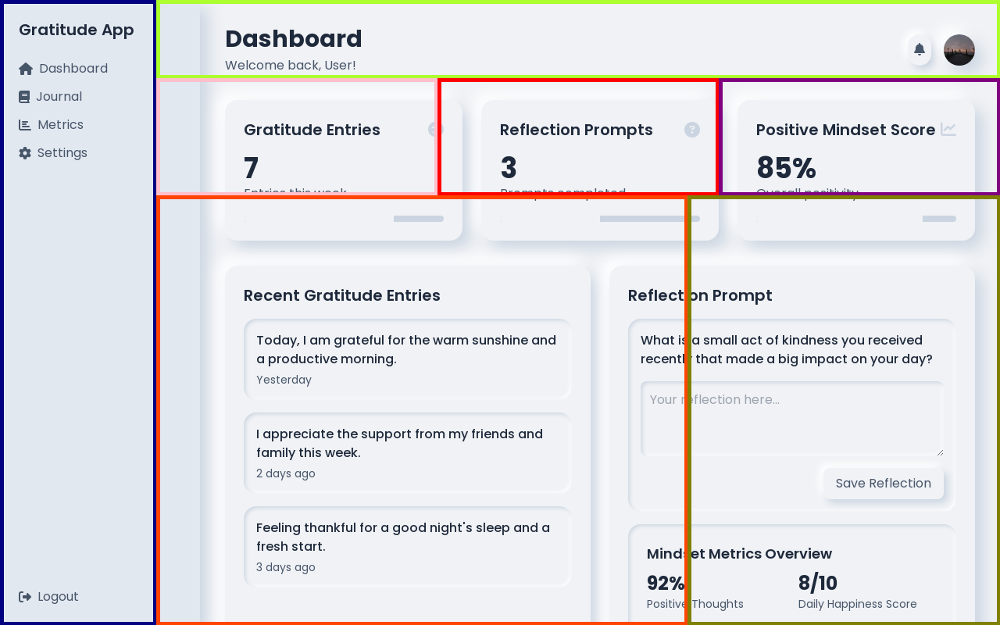 Gratitude App
Dashboard
Journal
Metrics
Settings
Logout
Dashboard
Welcome back, User!
Gratitude Entries
7
Entries this week
Reflection Prompts
3
Prompts completed
Positive Mindset Score
85%
Overall positivity
Recent Gratitude Entries
Today, I am grateful for the warm sunshine and
a productive morning.
Yesterday
I appreciate the support from my friends and
family this week.
2 days ago
Feeling thankful for a good night's sleep and a
fresh start.
3 days ago
Reflection Prompt
What is a small act of kindness you received
recently that made a big impact on your day?
Your reflection here...
Save Reflection
Mindset Metrics Overview
92%
Positive Thoughts
8/10
Daily Happiness Score